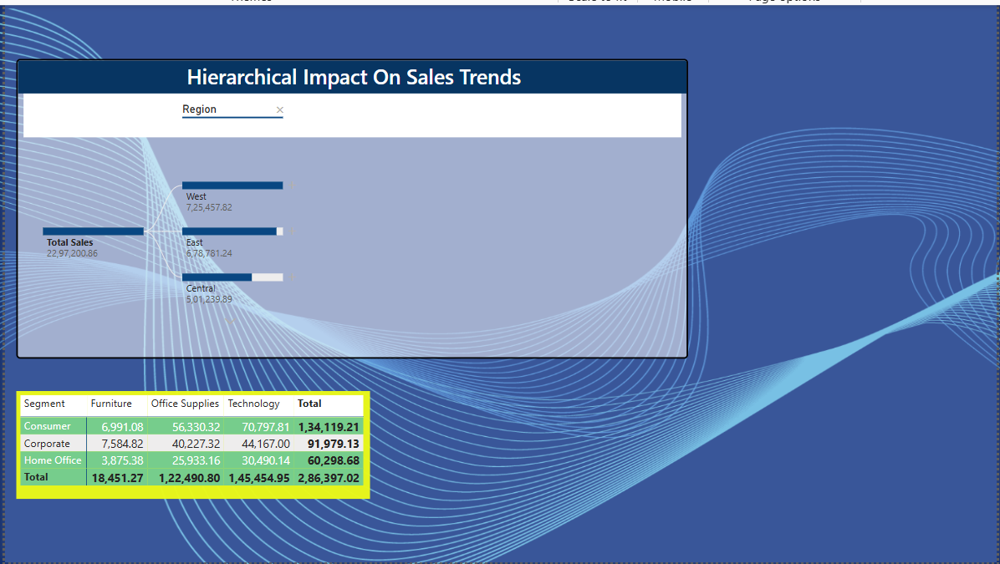 Hierarchical Impact On Sales Trends
Region ×
West
7,25,457.82
Total Sales
22,97,200.86
East
6,78,781.24
Central
5,01,239.89
Segment Furniture Office Supplies Technology Total
Consumer 6,991.08 56,330.32 70,797.81 1,34,119.21
Corporate 7,584.82 40,227.32 44,167.00 91,979.13
Home Office 3,875.38 25,933.16 30,490.14 60,298.68
Total 18,451.27 1,22,490.80 1,45,454.95 2,86,397.02